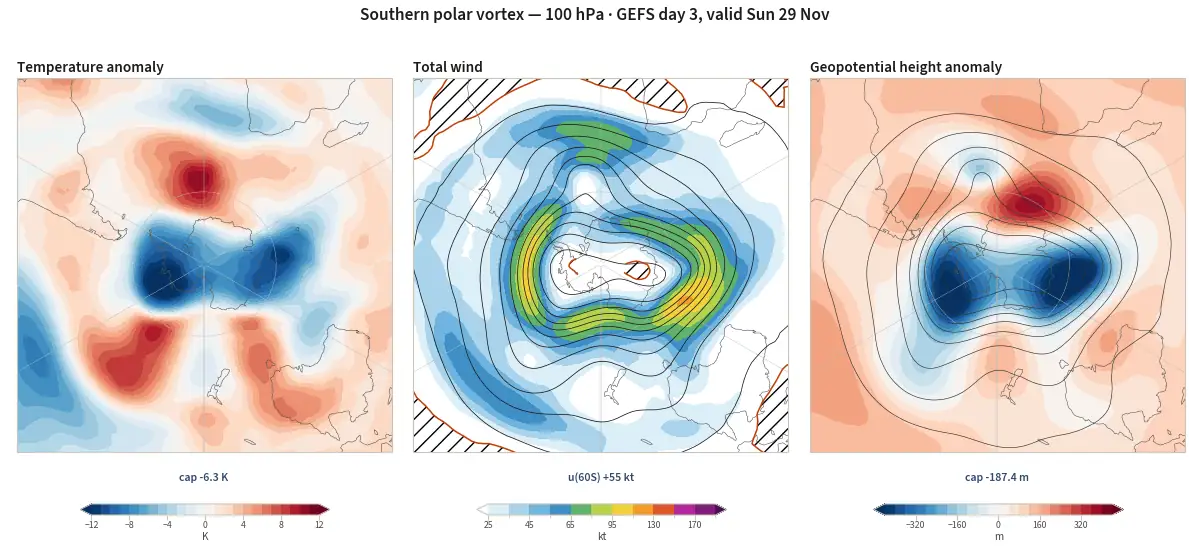 Southern polar vortex — 100 hPa · GEFS day 3, valid Sun 29 Nov
Temperature anomaly
Total wind
Geopotential height anomaly
cap -6.3 K
u(60S) +55 kt
cap -187.4 m
−12 −8 −4 0 4 8 12
K
25 45 65 95 130 170
kt
−320 −160 0 160 320
m